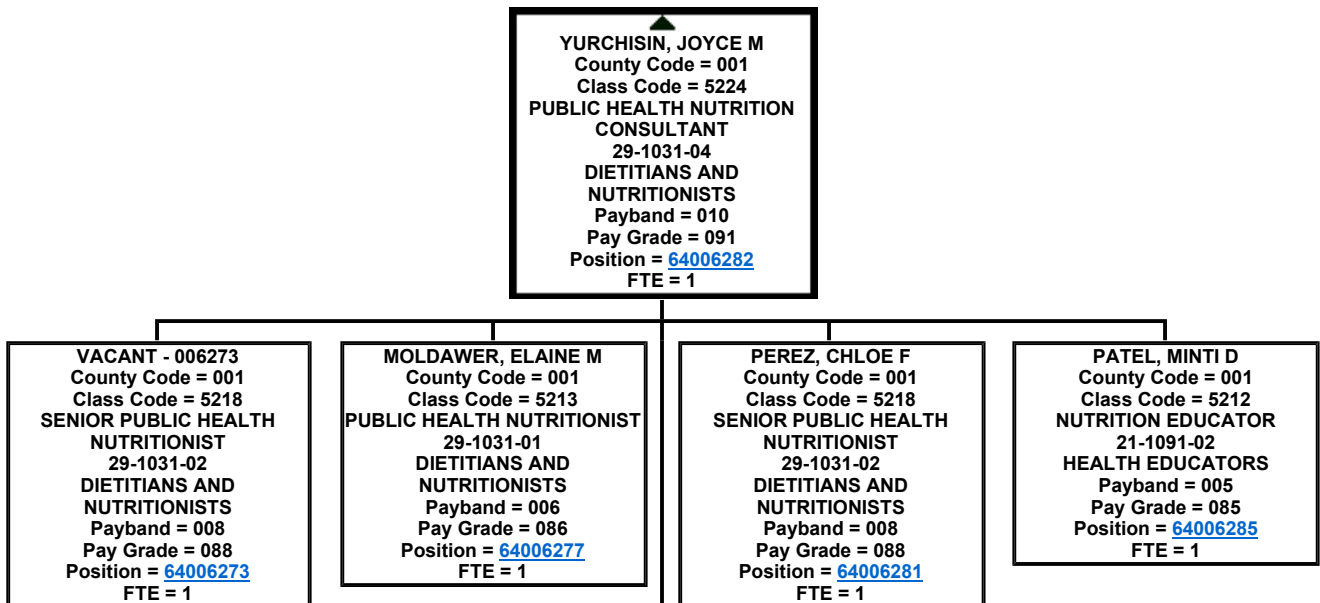 YURCHISIN, JOYCE M
County Code = 001
Class Code = 5224
PUBLIC HEALTH NUTRITION
CONSULTANT
29-1031-04
DIETITIANS AND
NUTRITIONISTS
Payband = 010
Pay Grade = 091
Position = 64006282
FTE = 1
VACANT - 006273
County Code = 001
Class Code = 5218
SENIOR PUBLIC HEALTH
NUTRITIONIST
29-1031-02
DIETITIANS AND
NUTRITIONISTS
Payband = 008
Pay Grade = 088
Position = 64006273
FTE = 1
MOLDAWER, ELAINE M
County Code = 001
Class Code = 5213
PUBLIC HEALTH NUTRITIONIST
29-1031-01
DIETITIANS AND
NUTRITIONISTS
Payband = 006
Pay Grade = 086
Position = 64006277
FTE = 1
PEREZ, CHLOE F
County Code = 001
Class Code = 5218
SENIOR PUBLIC HEALTH
NUTRITIONIST
29-1031-02
DIETITIANS AND
NUTRITIONISTS
Payband = 008
Pay Grade = 088
Position = 64006281
FTE = 1
PATEL, MINTI D
County Code = 001
Class Code = 5212
NUTRITION EDUCATOR
21-1091-02
HEALTH EDUCATORS
Payband = 005
Pay Grade = 085
Position = 64006285
FTE = 1